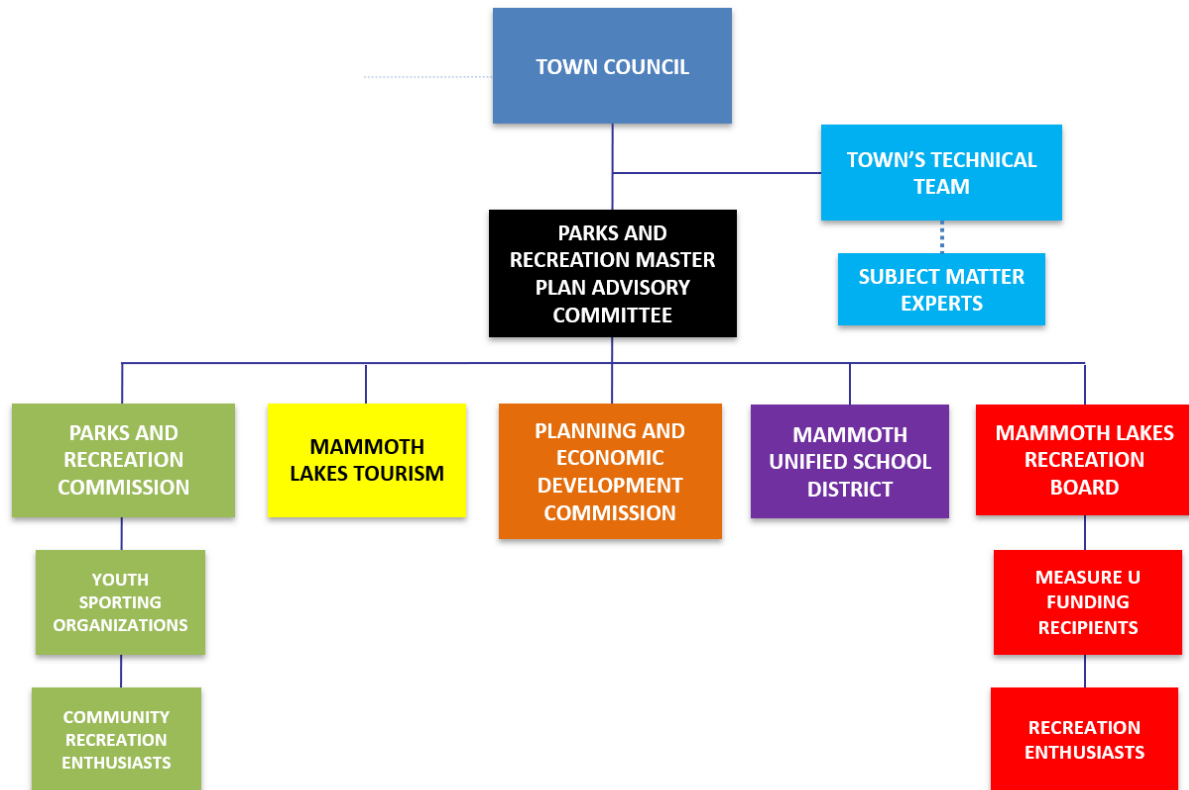 TOWN COUNCIL
TOWN’S TECHNICAL
TEAM
PARKS AND
RECREATION MASTER
PLAN ADVISORY
COMMITTEE
SUBJECT MATTER
EXPERTS
PARKS AND
RECREATION
COMMISSION
MAMMOTH
LAKES TOURISM
PLANNING AND
ECONOMIC
DEVELOPMENT
COMMISSION
MAMMOTH
UNIFIED SCHOOL
DISTRICT
MAMMOTH LAKES
RECREATION
BOARD
YOUTH
SPORTING
ORGANIZATIONS
MEASURE U
FUNDING
RECIPIENTS
COMMUNITY
RECREATION
ENTHUSIASTS
RECREATION
ENTHUSIASTS